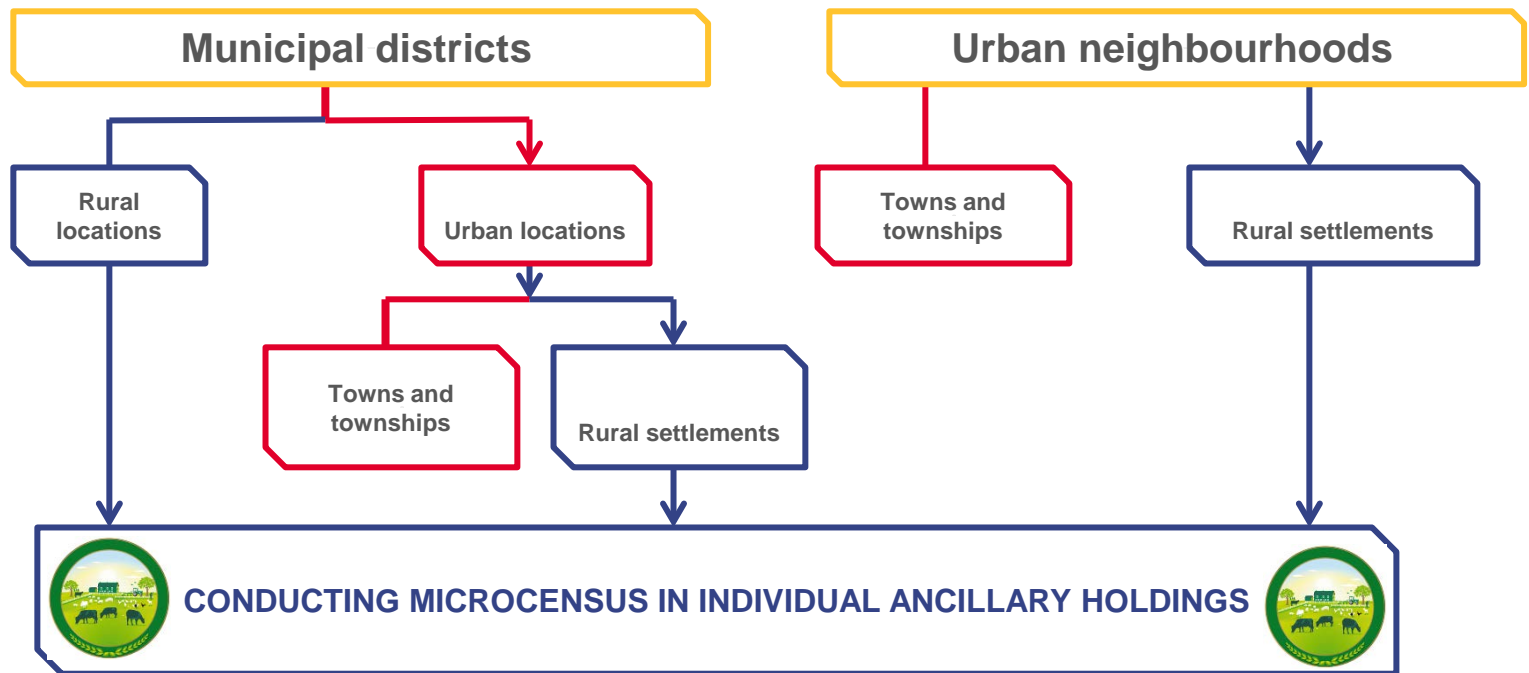 Municipal districts
Urban neighbourhoods
Rural
locations
Urban locations
Towns and
townships
Rural settlements
Towns and
townships
Rural settlements
CONDUCTING MICROCENSUS IN INDIVIDUAL ANCILLARY HOLDINGS